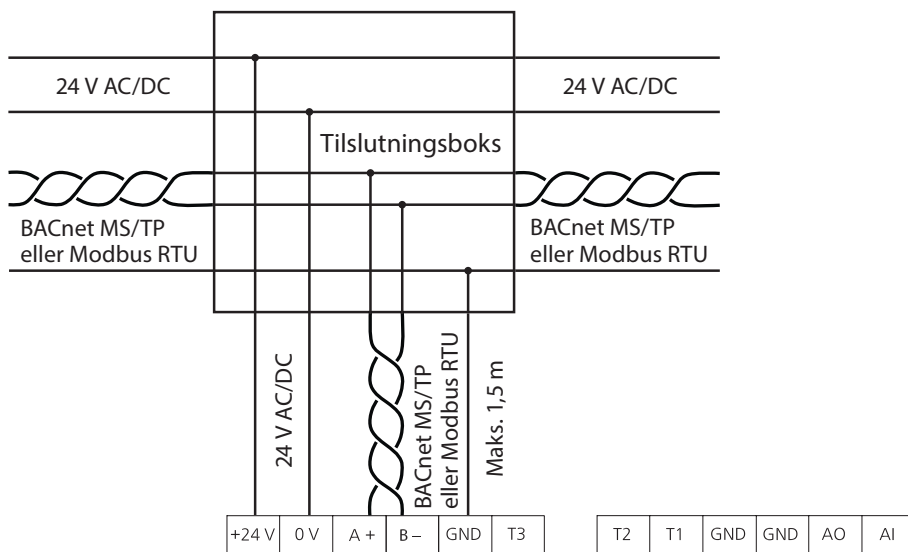 24 V AC/DC
24 V AC/DC
Tilslutningsboks
BACnet MS/TP
eller Modbus RTU
BACnet MS/TP
eller Modbus RTU
24 V AC/DC
BACnet MS/TP
eller Modbus RTU
Maks. 1,5 m
+24 V 0 V A + B – GND T3 T2 T1 GND GND AO AI